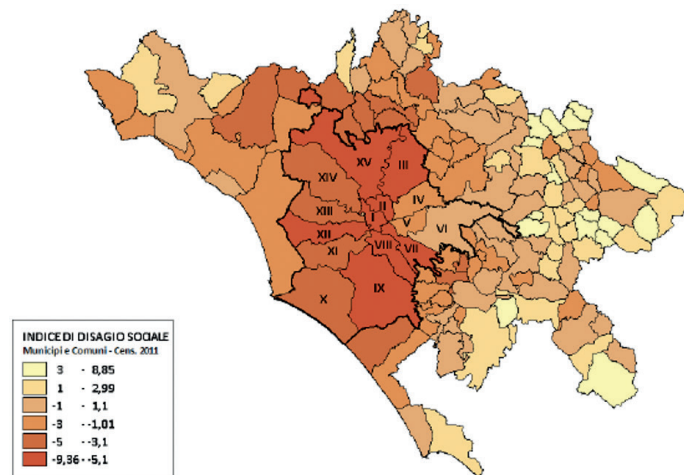 XV
III
XIV
II
IV
XIII
I
V
VI
XII
VIII
VII
XI
IX
X
INDICE DI DISAGIO SOCIALE
Municipi e Comuni - Cens. 2011
3 - 8,85
1 - 2,99
-1 - 1,1
-3 --1,01
-5 --3,1
-9,36 --5,1